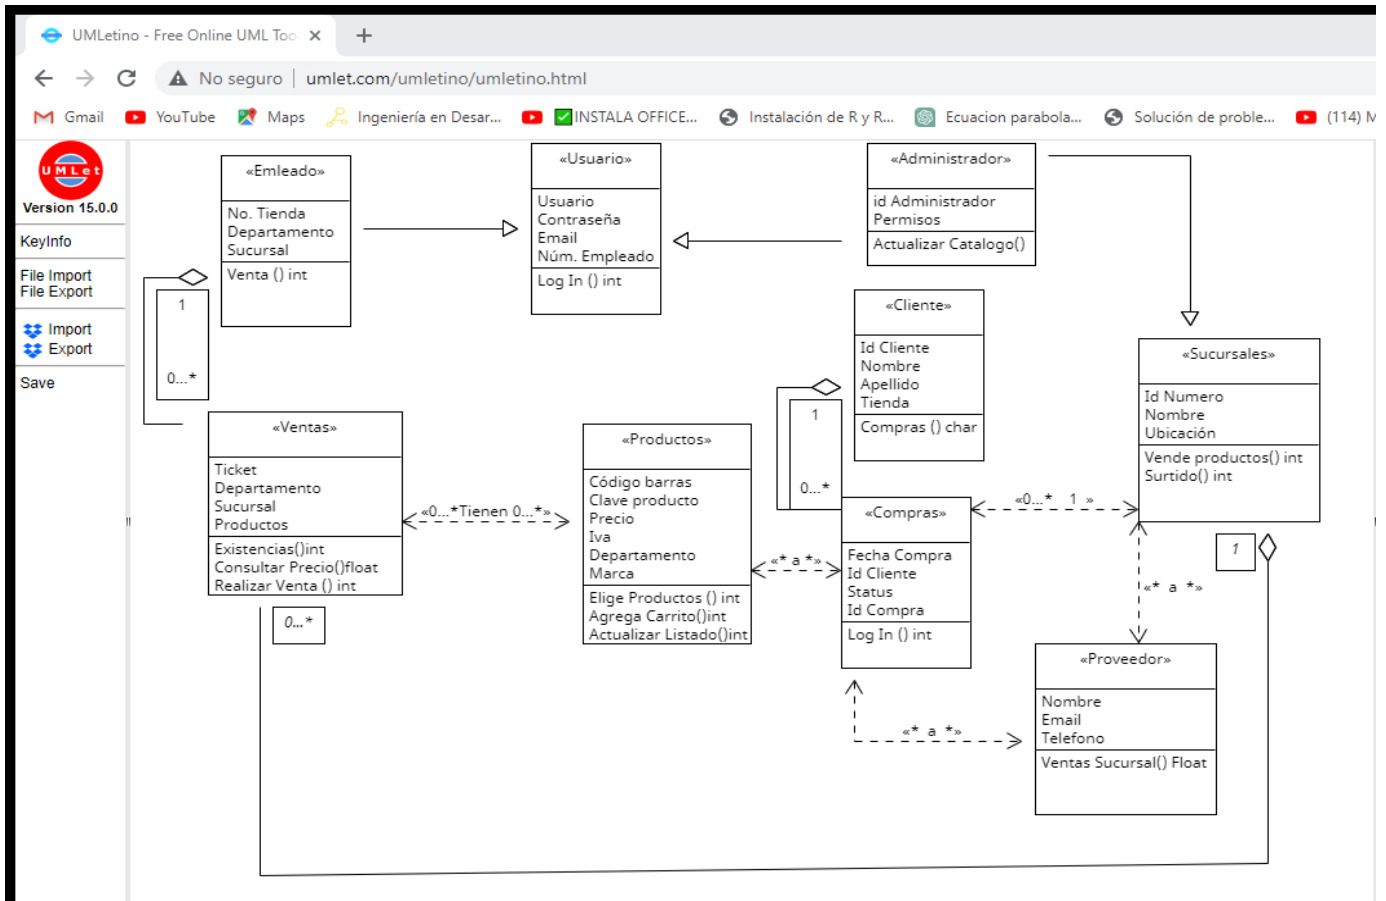 UMLetino - Free Online UML Too
No seguro
umlet.com/umletino/umletino.html
Gmail
YouTube
Maps
Ingeniería en Desar...
INSTALA OFFICE...
Instalación de R y R...
Ecuacion parabola...
Solución de proble...
(114) M
UMLet
Version 15.0.0
KeyInfo
File Import
File Export
Import
Export
Save
«Emleado»
No. Tienda
Departamento
Sucursal
Venta () int
«Usuario»
Usuario
Contraseña
Email
Núm. Empleado
Log In () int
«Administrador»
id Administrador
Permisos
Actualizar Catalogo()
1
0...*
«Cliente»
Id Cliente
Nombre
Apellido
Tienda
Compras () char
1
0...*
«Sucursales»
Id Numero
Nombre
Ubicación
Vende productos() int
Surtido() int
«Ventas»
Ticket
Departamento
Sucursal
Productos
Existencias()int
Consultar Precio()float
Realizar Venta () int
0...*
«0...*Tienen 0...*»
«Productos»
Código barras
Clave producto
Precio
Iva
Departamento
Marca
Elige Productos () int
Agrega Carrito()int
Actualizar Listado()int
«* a *»
«Compras»
Fecha Compra
Id Cliente
Status
Id Compra
Log In () int
«0...* 1 »
1
«* a *»
«* a *»
«Proveedor»
Nombre
Email
Telefono
Ventas Sucursal() Float